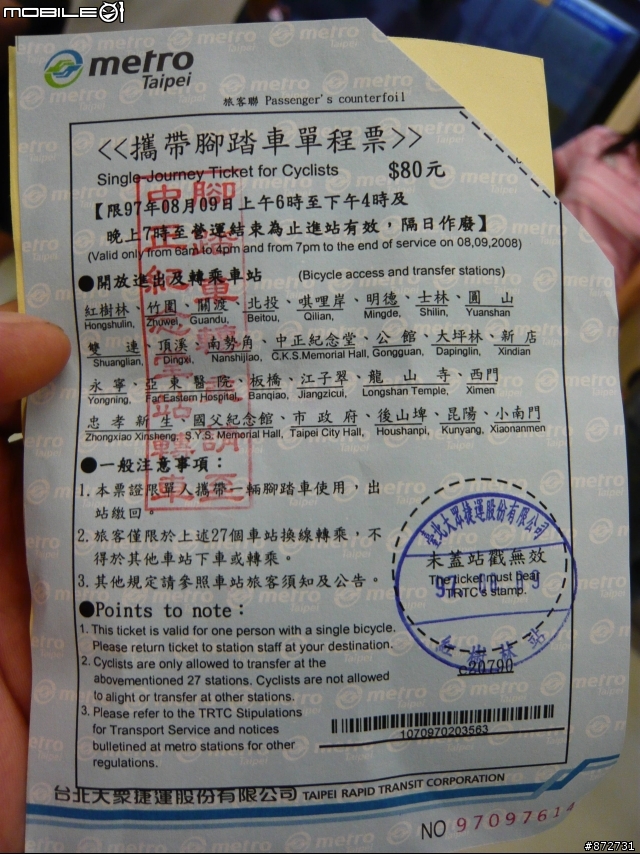 MOBILE01
metro
Taipei
旅客聯 Passenger's counterfoil
<<攜帶腳踏車單程票>>
Single Journey Ticket for Cyclists $80元
【限97年08月09日上午6時至下午4時及
晚上7時至營運結束為止進站有效，隔日作廢】
(Valid only from 6am to 4pm and from 7pm to the end of service on 08,09,2008)
●開放進出及轉乘車站 (Bicycle access and transfer stations)
紅樹林、竹圍、關渡、北投、唭哩岸、明德、士林、圓山
Hongshulin, Zhuwei, Guandu, Beitou, Qilian, Mingde, Shilin, Yuanshan
雙連、頂溪、南勢角、中正紀念堂、公館、大坪林、新店
Shuanglian, Dingxi, Nanshijiao, C.K.S.Memorial Hall, Gongguan, Dapinglin, Xindian
永寧、亞東醫院、板橋、江子翠、龍山寺、西門
Yongning, Far Eastern Hospital, Banqiao, Jiangzicui, Longshan Temple, Ximen
忠孝新生、國父紀念館、市政府、後山埤、昆陽、小南門
Zhongxiao Xinsheng, S.Y.S. Memorial Hall, Taipei City Hall, Houshanpi, Kunyang, Xiaonanmen
●一般注意事項：
1. 本票證限單人攜帶一輛腳踏車使用，出
站繳回。
2. 旅客僅限於上述27個車站換線轉乘，不
得於其他車站下車或轉乘。
3. 其他規定請參照車站旅客須知及公告。
臺北大眾捷運股份有限公司
未蓋站戳無效
The ticket must bear
TRTC's stamp.
紅樹林站
c80790
●Points to note：
1. This ticket is valid for one person with a single bicycle.
Please return ticket to station staff at your destination.
2. Cyclists are only allowed to transfer at the
abovementioned 27 stations. Cyclists are not allowed
to alight or transfer at other stations.
3. Please refer to the TRTC Stipulations
for Transport Service and notices
bulletined at metro stations for other
regulations.
1070970203563
台北大眾捷運股份有限公司 TAIPEI RAPID TRANSIT CORPORATION
NO 97097614
#872731